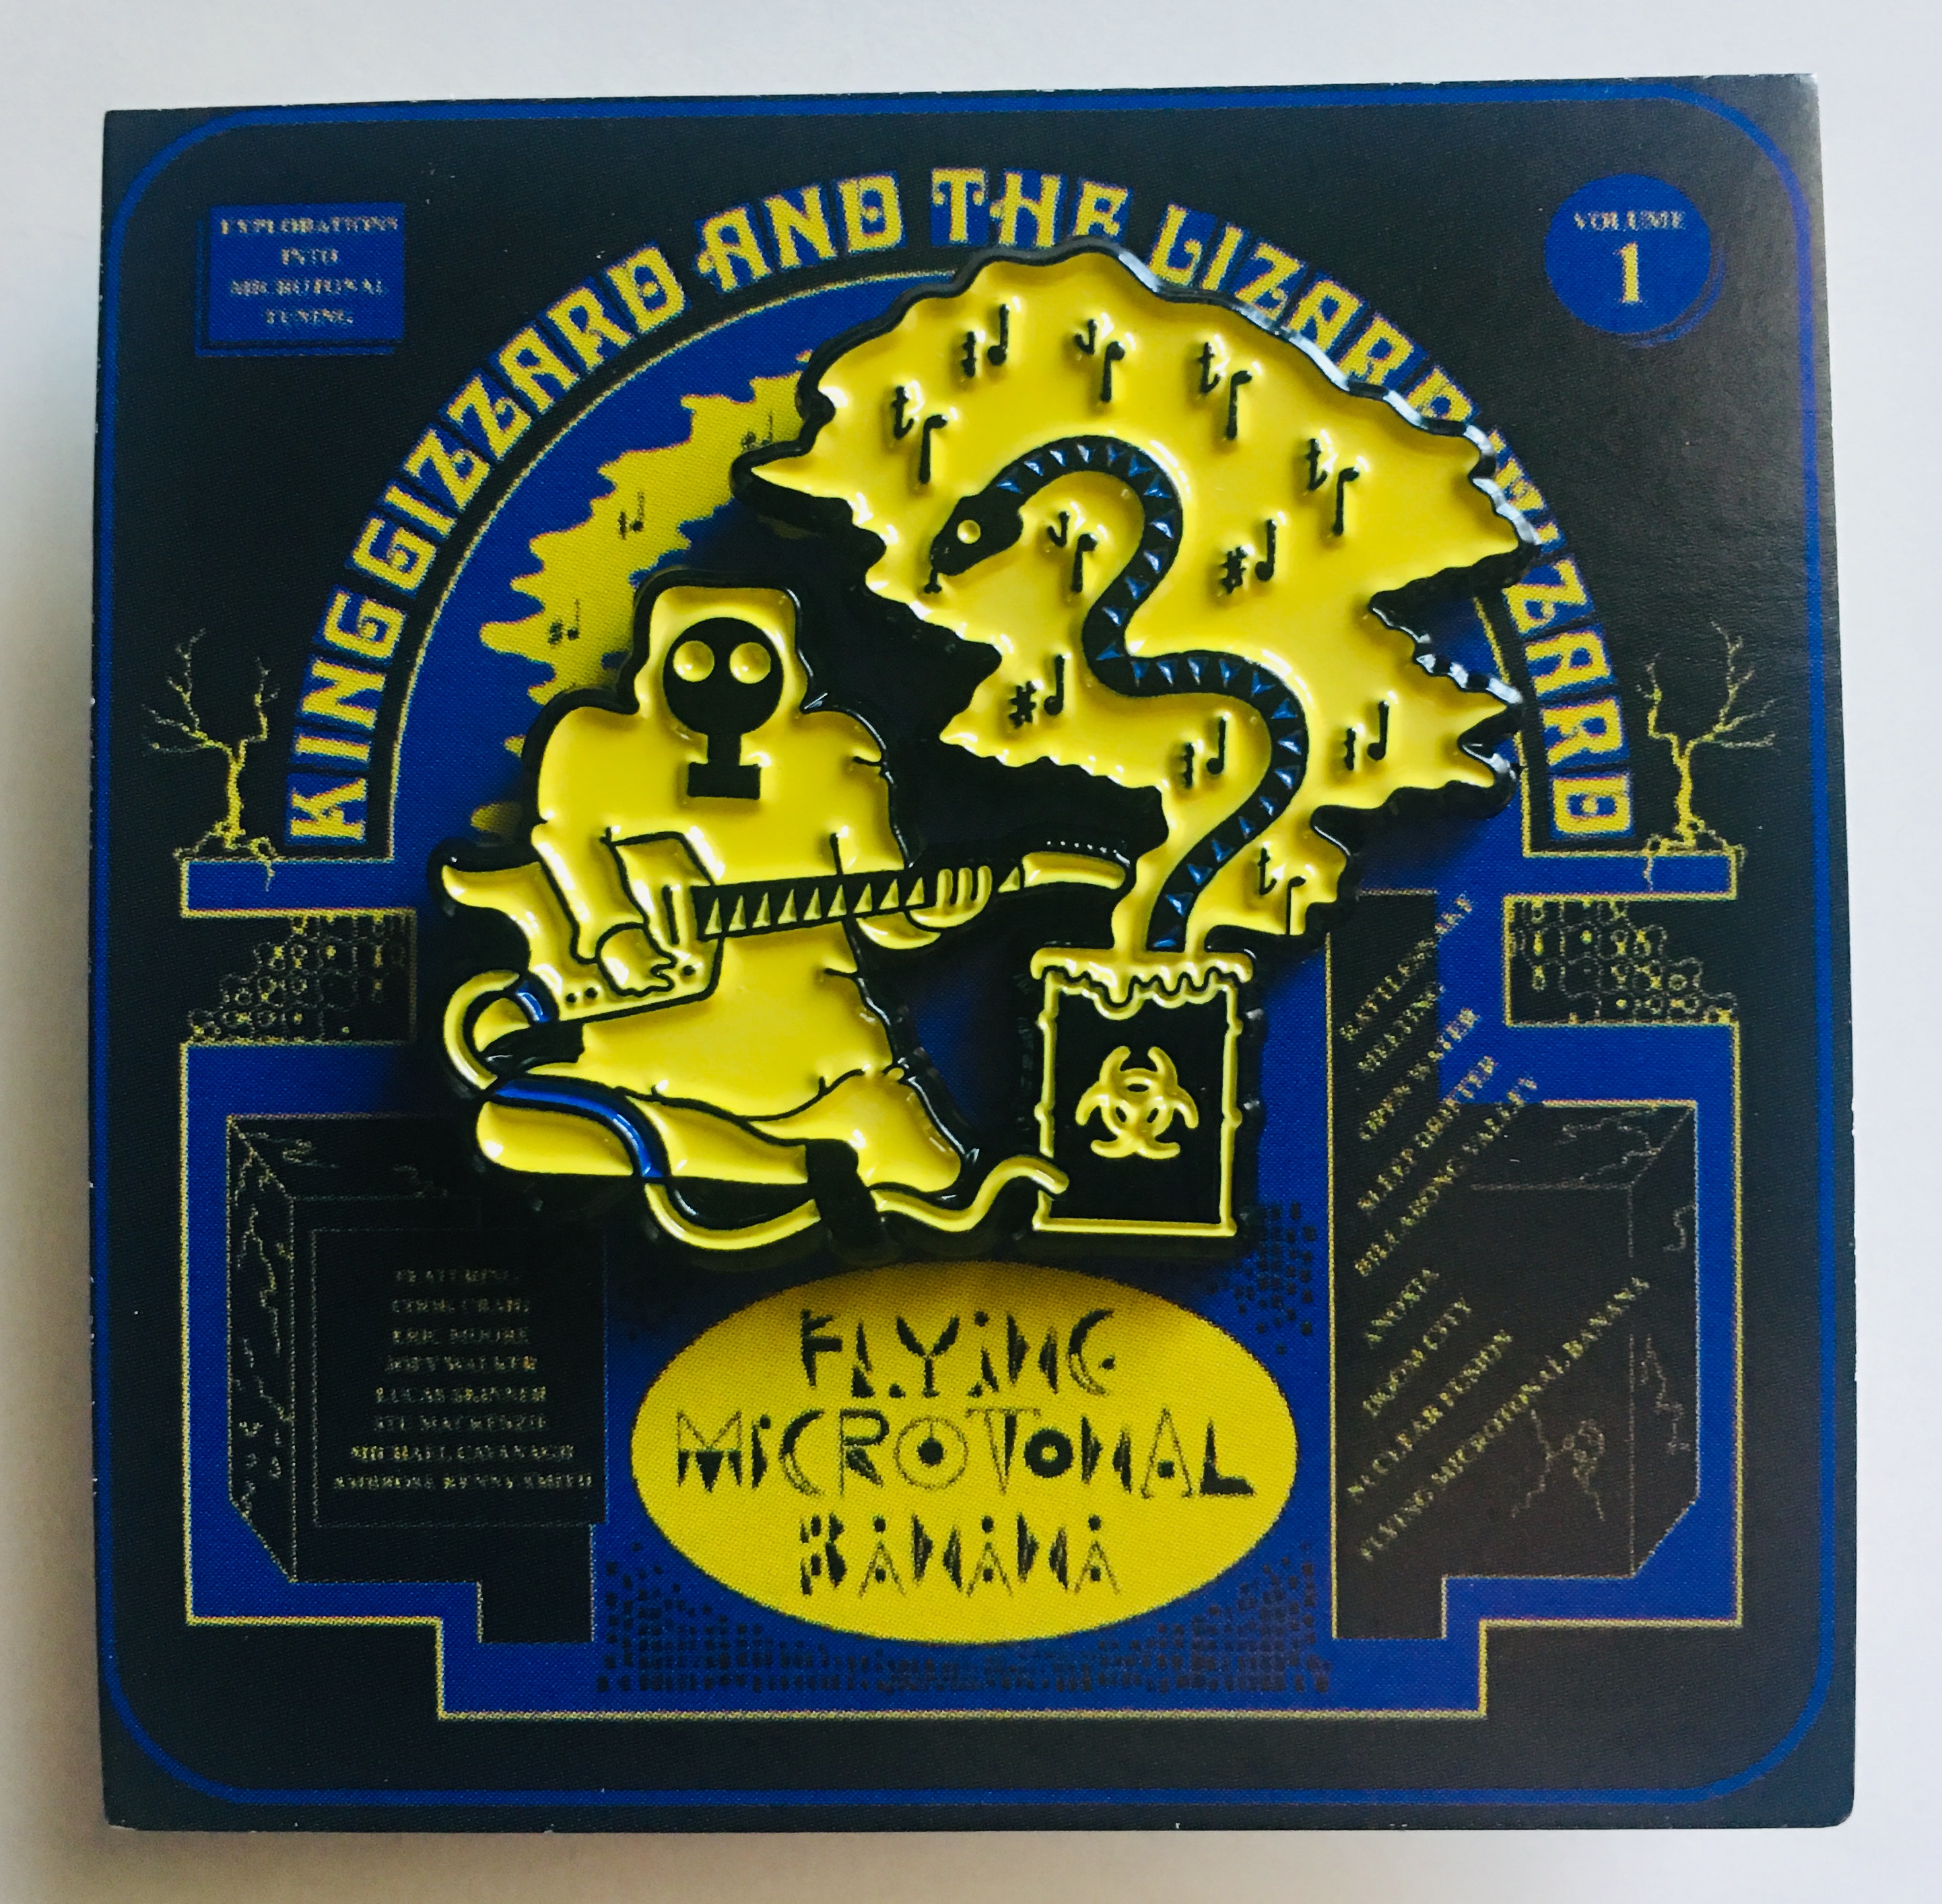 EXPLORATIONS
INTO
MICROTONAL
TUNING
KING GIZZARD AND THE LIZARD WIZARD
VOLUME
1
RATTLESNAKE
MELTING
OPEN WATER
SLEEP DRIFTER
BILLABONG VALLEY
ANOXIA
DOOM CITY
NUCLEAR FUSION
FLYING MICROTONAL BANANA
FEATURING
COOK CRAIG
ERIC MOORE
JOEY WALKER
LUCAS SKINNER
STU MACKENZIE
MICHAEL CAVANAGH
AMBROSE KENNY SMITH
FLYING
MICROTONAL
BANANA